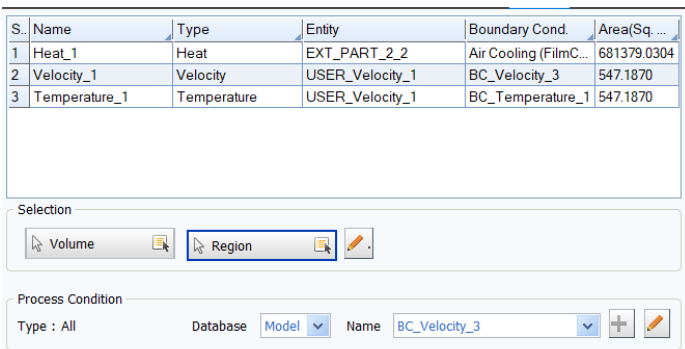 S.. Name Type Entity Boundary Cond. Area(Sq. ...
1 Heat_1 Heat EXT_PART_2_2 Air Cooling (FilmC... 681379.0304
2 Velocity_1 Velocity USER_Velocity_1 BC_Velocity_3 547.1870
3 Temperature_1 Temperature USER_Velocity_1 BC_Temperature_1 547.1870
Selection
Volume Region
Process Condition
Type : All Database Model Name BC_Velocity_3